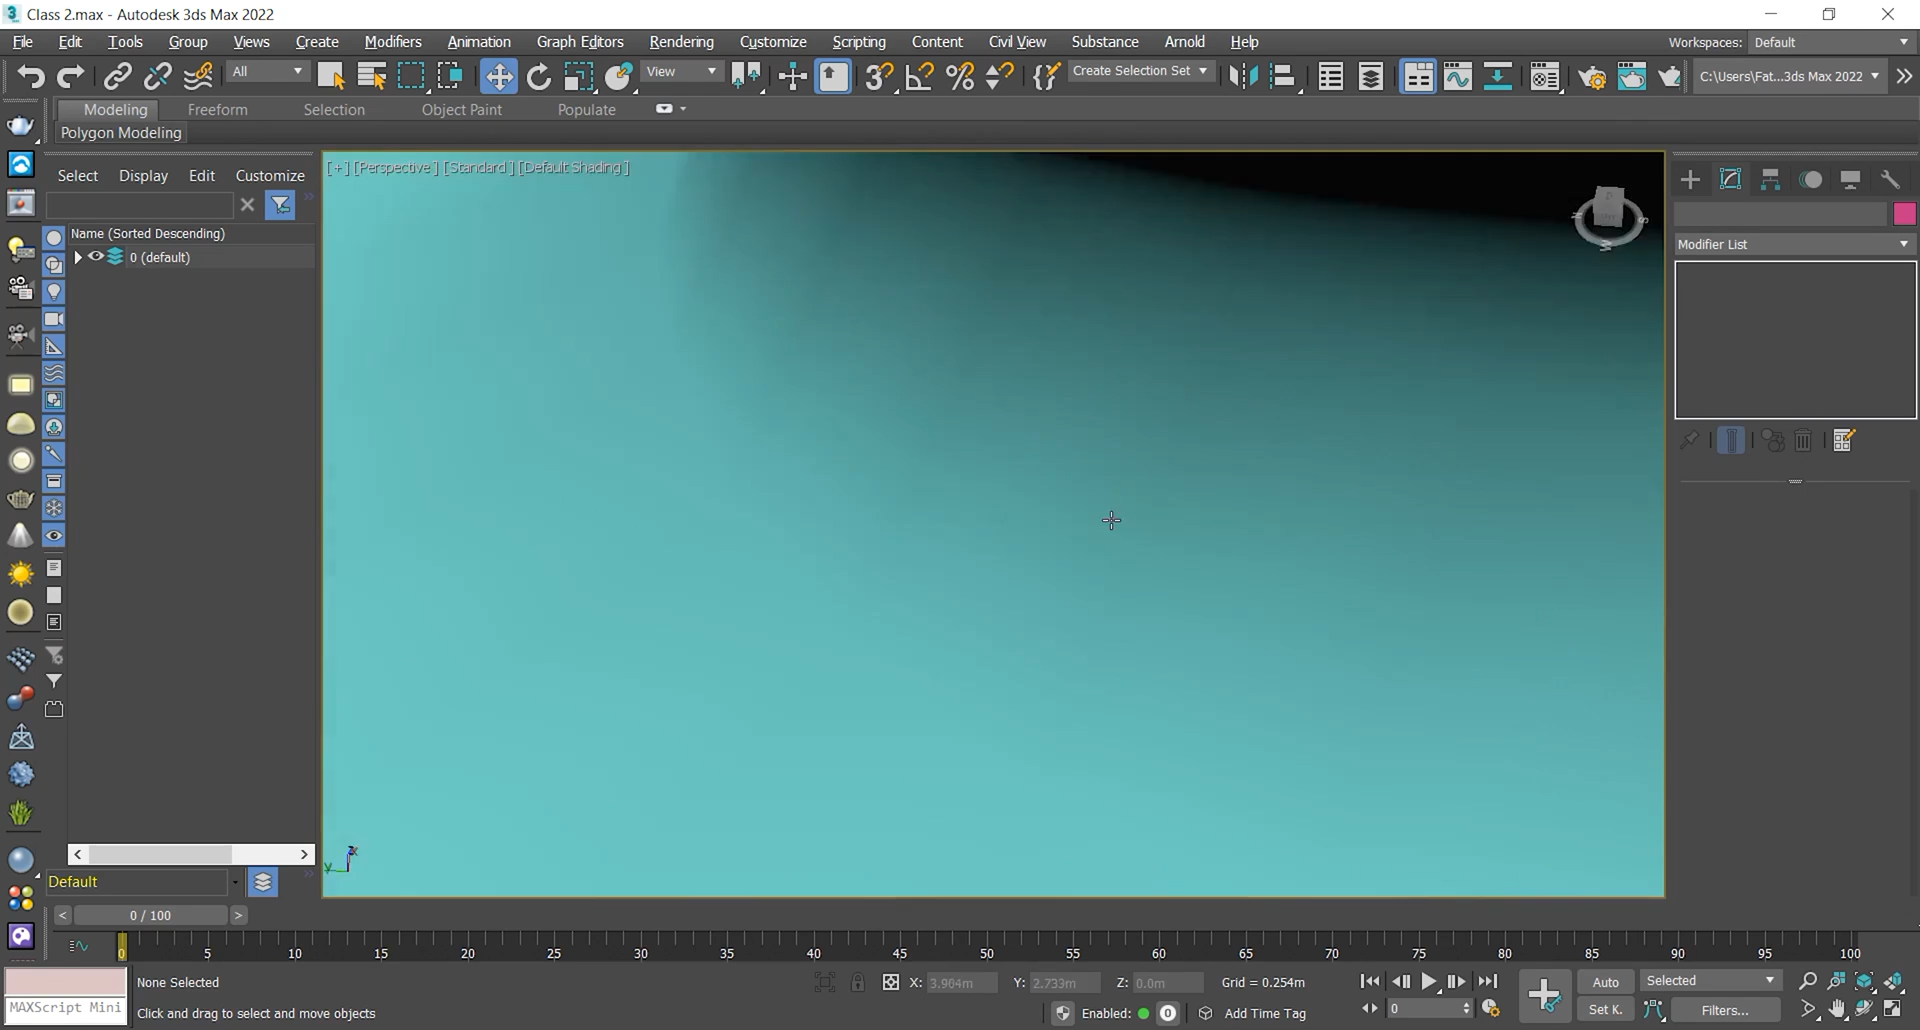 Class 2.max - Autodesk 3ds Max 2022
File Edit Tools Group Views Create Modifiers Animation Graph Editors Rendering Customize Scripting Content Civil View Substance Arnold Help Workspaces: Default
All View Create Selection Set C:\Users\Fat...3ds Max 2022
Modeling Freeform Selection Object Paint Populate
Polygon Modeling
Select Display Edit Customize
[+] [Perspective] [Standard] [Default Shading]
Name (Sorted Descending)
0 (default)
Modifier List
Default
0 / 100
0 5 10 15 20 25 30 35 40 45 50 55 60 65 70 75 80 85 90 95 100
None Selected X: 3.904m Y: 2.733m Z: 0.0m Grid = 0.254m Auto Selected
MAXScript Mini Click and drag to select and move objects Enabled: 0 Add Time Tag 0 Set K. Filters...